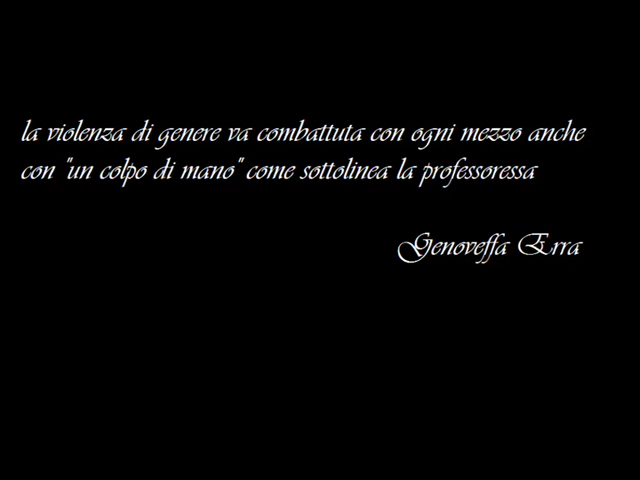 la violenza di genere va combattuta con ogni mezzo anche
con "un colpo di mano" come sottolinea la professoressa
Genoveffa Erra